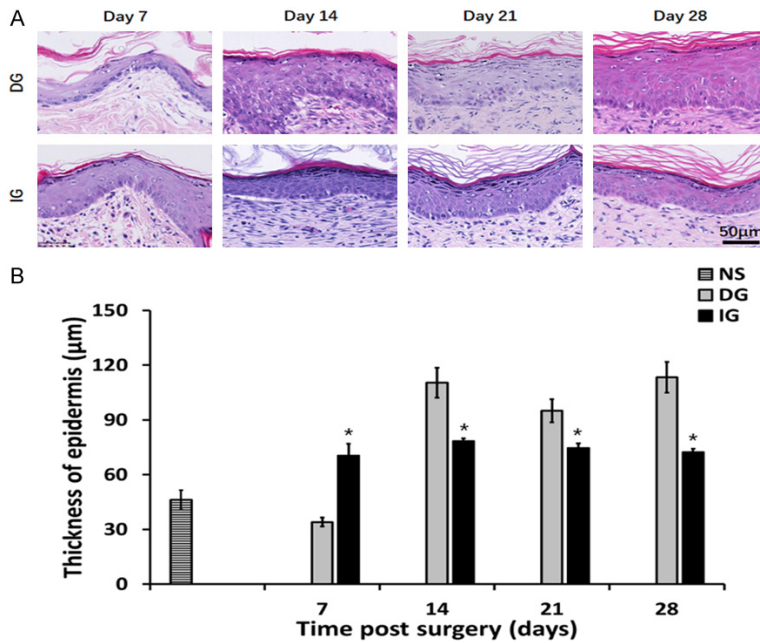 A
Day 7 Day 14 Day 21 Day 28
DG
IG
50μm
B
NS
DG
IG
Thickness of epidermis (μm)
150
120
90
60
30
0
* * * *
7 14 21 28
Time post surgery (days)